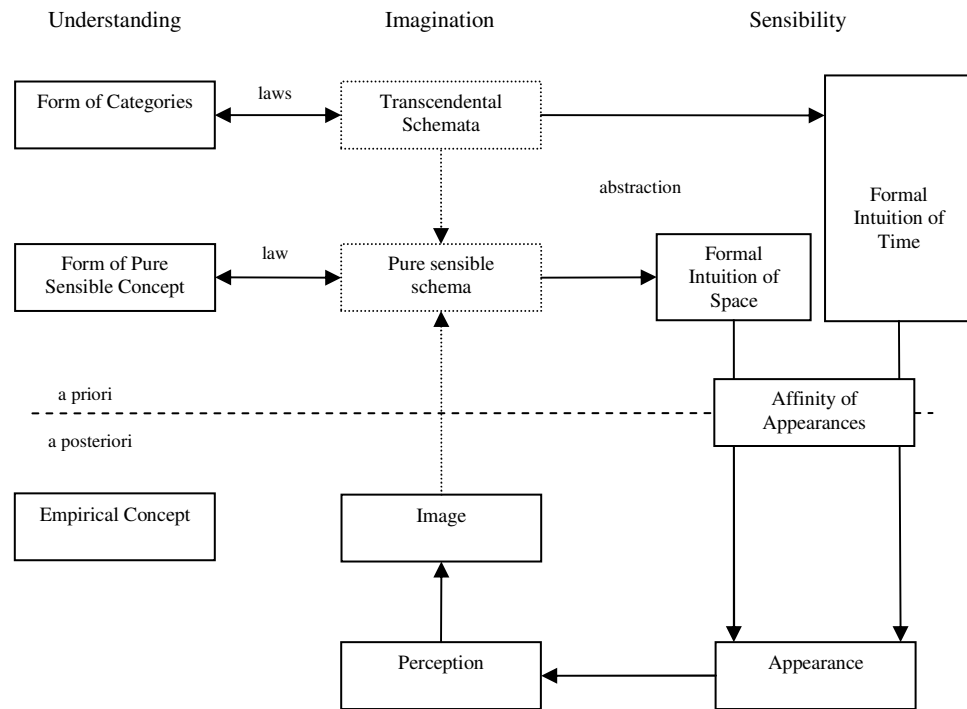 Understanding
Imagination
Sensibility
Form of Categories
laws
Transcendental
Schemata
abstraction
Formal
Intuition of
Time
Form of Pure
Sensible Concept
law
Pure sensible
schema
Formal
Intuition of
Space
a priori
a posteriori
Affinity of
Appearances
Empirical Concept
Image
Perception
Appearance